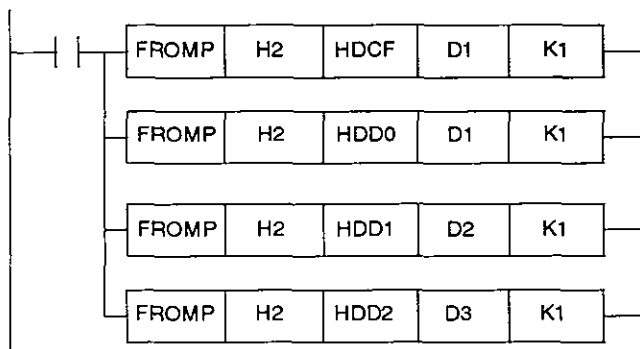 FROMP H2 HDCF D1 K1
FROMP H2 HDD0 D1 K1
FROMP H2 HDD1 D2 K1
FROMP H2 HDD2 D3 K1